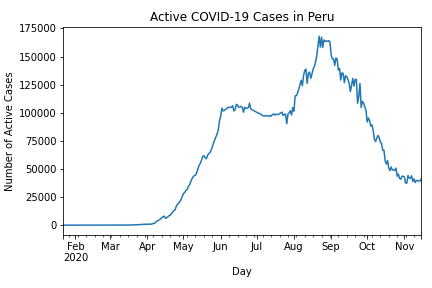 Active COVID-19 Cases in Peru
Number of Active Cases
175000
150000
125000
100000
75000
50000
25000
0
Feb Mar Apr May Jun Jul Aug Sep Oct Nov
2020
Day